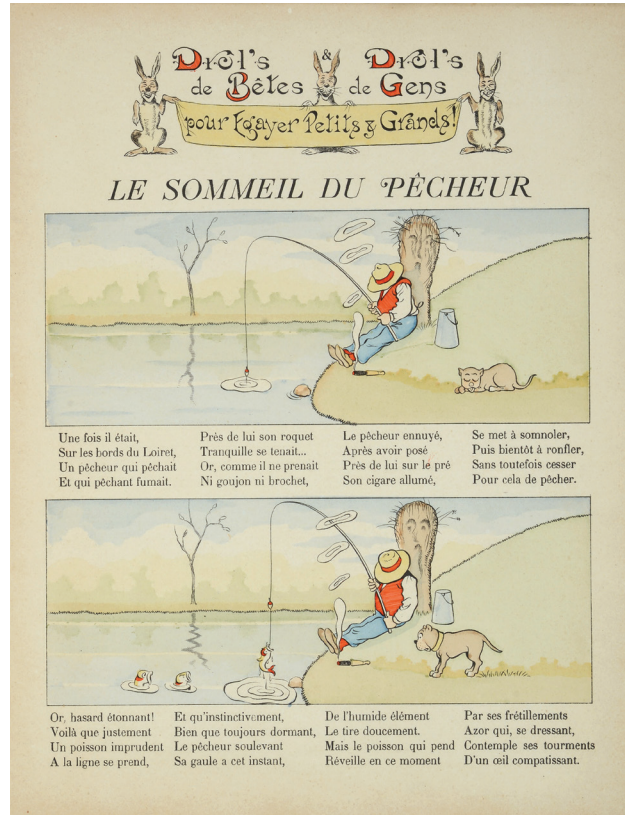 Drol's & Drol's
de Bêtes de Gens
pour Egayer Petits & Grands!
LE SOMMEIL DU PÊCHEUR
Une fois il était,
Sur les bords du Loiret,
Un pêcheur qui pêchait
Et qui pêchant fumait.
Près de lui son roquet
Tranquille se tenait...
Or, comme il ne prenait
Ni goujon ni brochet,
Le pêcheur ennuyé,
Après avoir posé
Près de lui sur le pré
Son cigare allumé,
Se met à somnoler,
Puis bientôt à ronfler,
Sans toutefois cesser
Pour cela de pêcher.
Or, hasard étonnant!
Voilà que justement
Un poisson imprudent
A la ligne se prend,
Et qu'instinctivement,
Bien que toujours dormant,
Le pêcheur soulevant
Sa gaule a cet instant,
De l'humide élément
Le tire doucement.
Mais le poisson qui pend
Réveille en ce moment
Par ses frétillements
Azor qui, se dressant,
Contemple ses tourments
D'un œil compatissant.